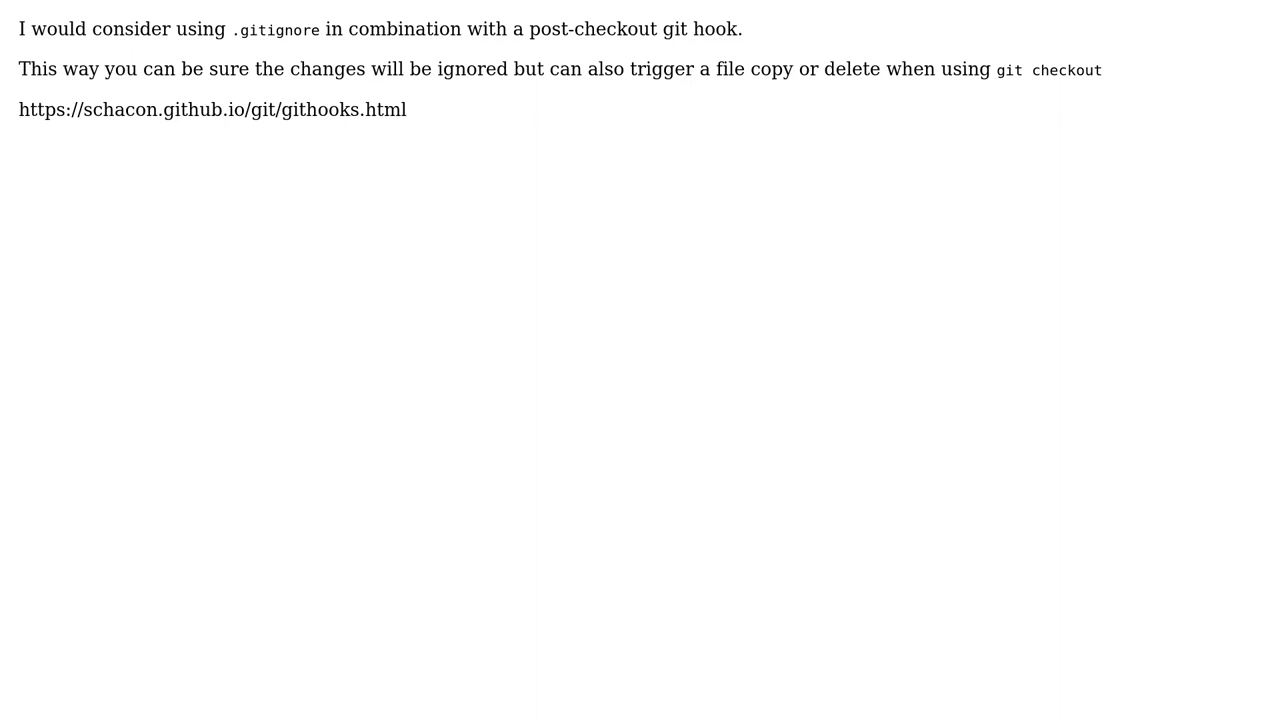 I would consider using .gitignore in combination with a post-checkout git hook.
This way you can be sure the changes will be ignored but can also trigger a file copy or delete when using git checkout
https://schacon.github.io/git/githooks.html